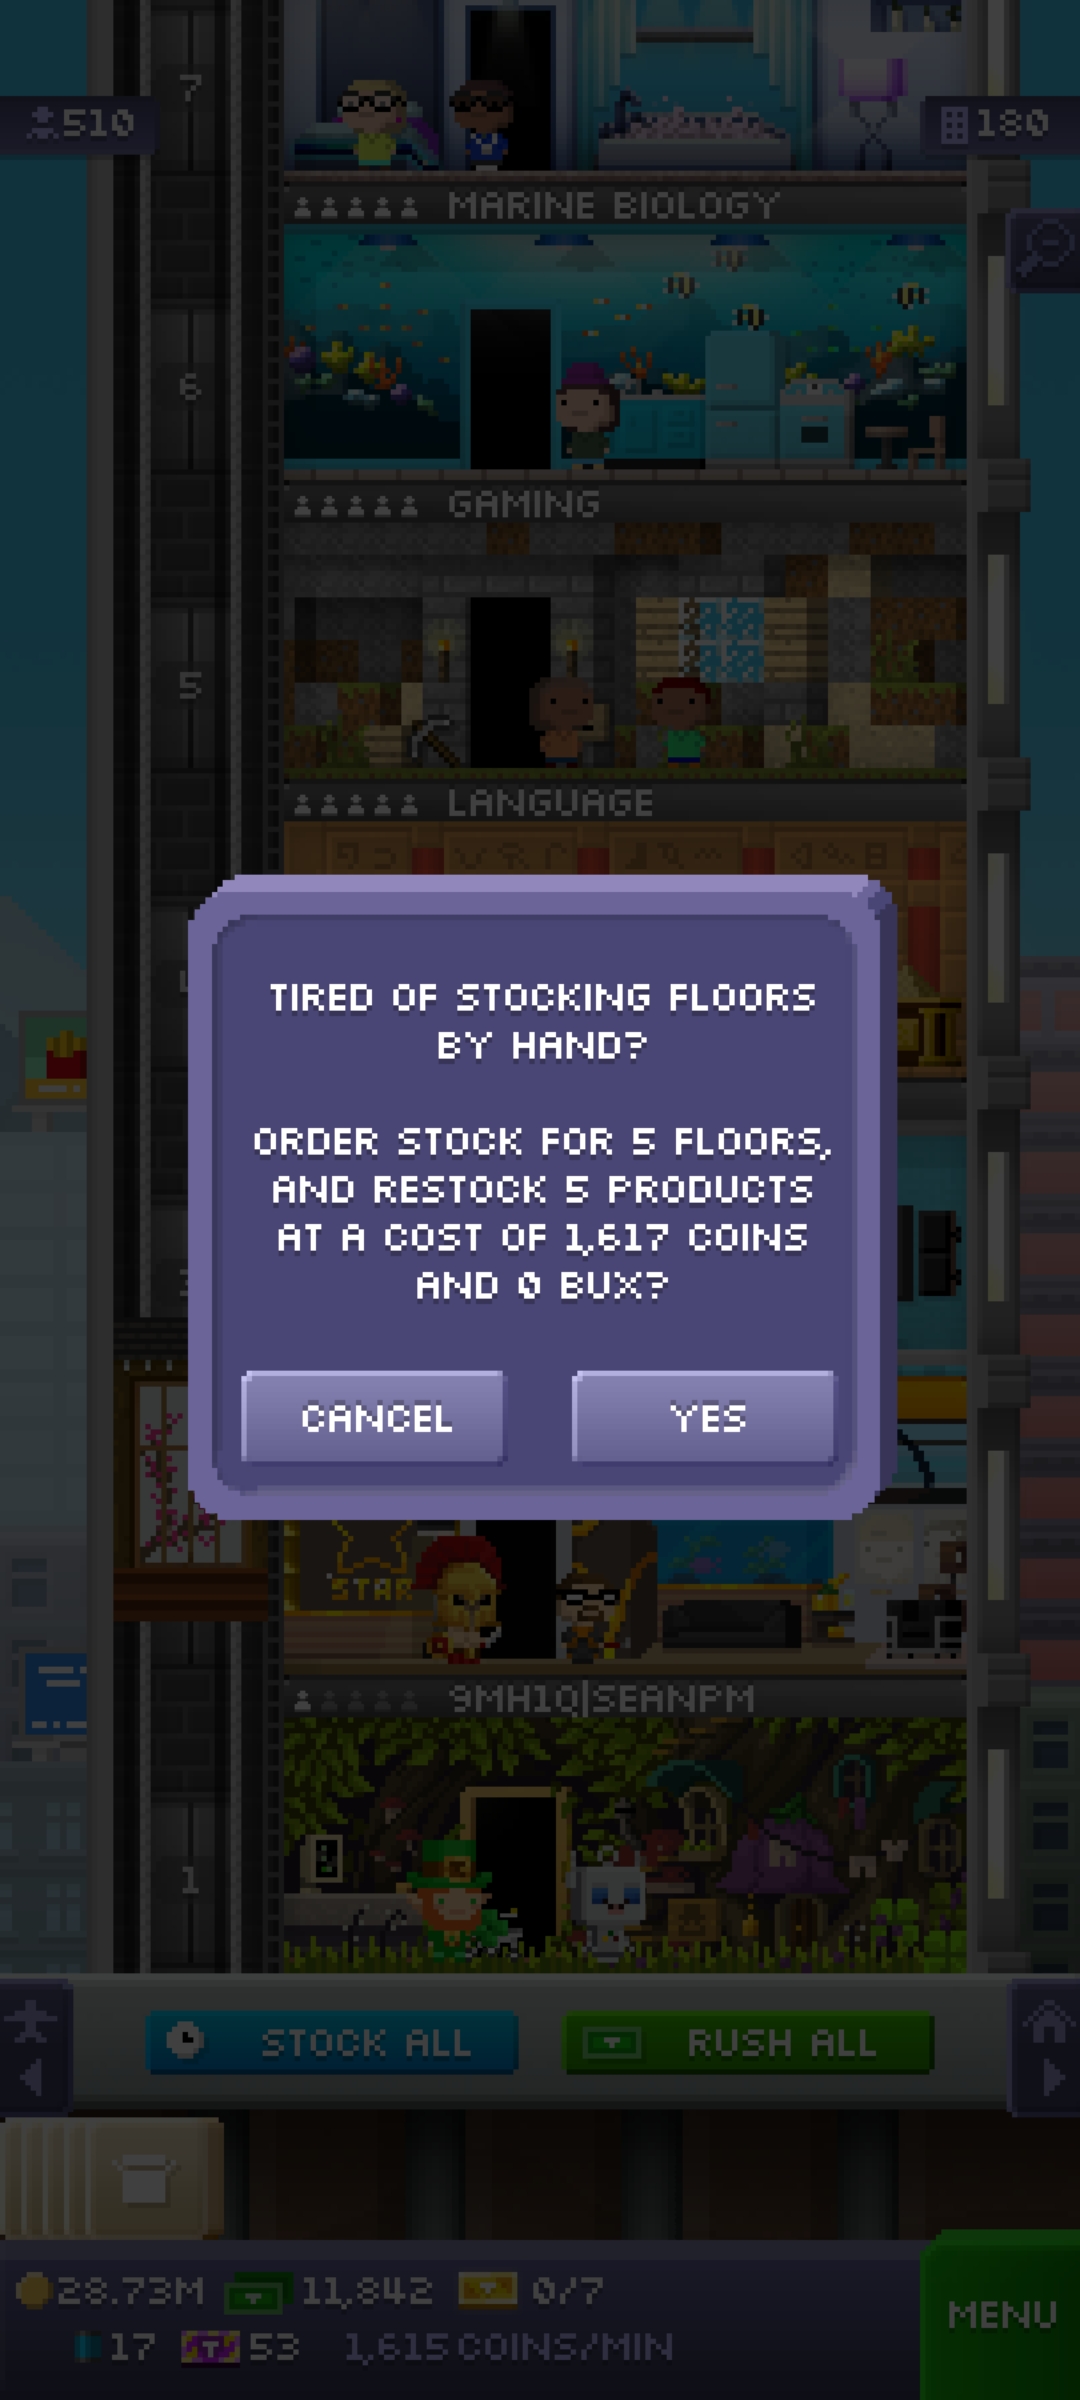 7
510
180
MARINE BIOLOGY
6
GAMING
5
LANGUAGE
TIRED OF STOCKING FLOORS
BY HAND?
ORDER STOCK FOR 5 FLOORS,
AND RESTOCK 5 PRODUCTS
AT A COST OF 1,617 COINS
AND 0 BUX?
CANCEL
YES
STAR
9MH1Q|SEANPM
1
STOCK ALL
RUSH ALL
28.73M
11,842
0/7
17
53
1,615 COINS/MIN
MENU